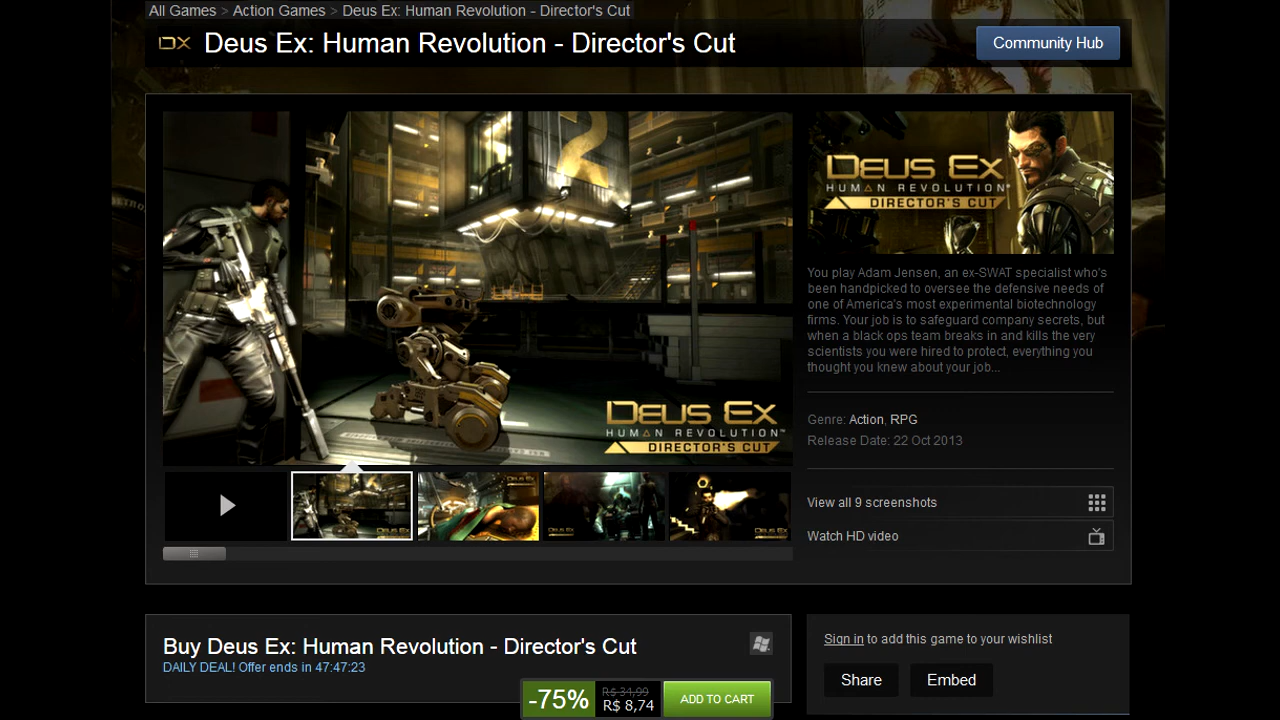 All Games > Action Games > Deus Ex: Human Revolution - Director's Cut
DX Deus Ex: Human Revolution - Director's Cut
Community Hub
2
DEUS EX
HUMAN REVOLUTION
DIRECTOR'S CUT
DEUS EX
HUMAN REVOLUTION™
DIRECTOR'S CUT
You play Adam Jensen, an ex-SWAT specialist who's
been handpicked to oversee the defensive needs of
one of America's most experimental biotechnology
firms. Your job is to safeguard company secrets, but
when a black ops team breaks in and kills the very
scientists you were hired to protect, everything you
thought you knew about your job...
Genre: Action, RPG
Release Date: 22 Oct 2013
View all 9 screenshots
Watch HD video
Buy Deus Ex: Human Revolution - Director's Cut
DAILY DEAL! Offer ends in 47:47:23
-75%
R$ 34,99
R$ 8,74
ADD TO CART
Sign in to add this game to your wishlist
Share
Embed